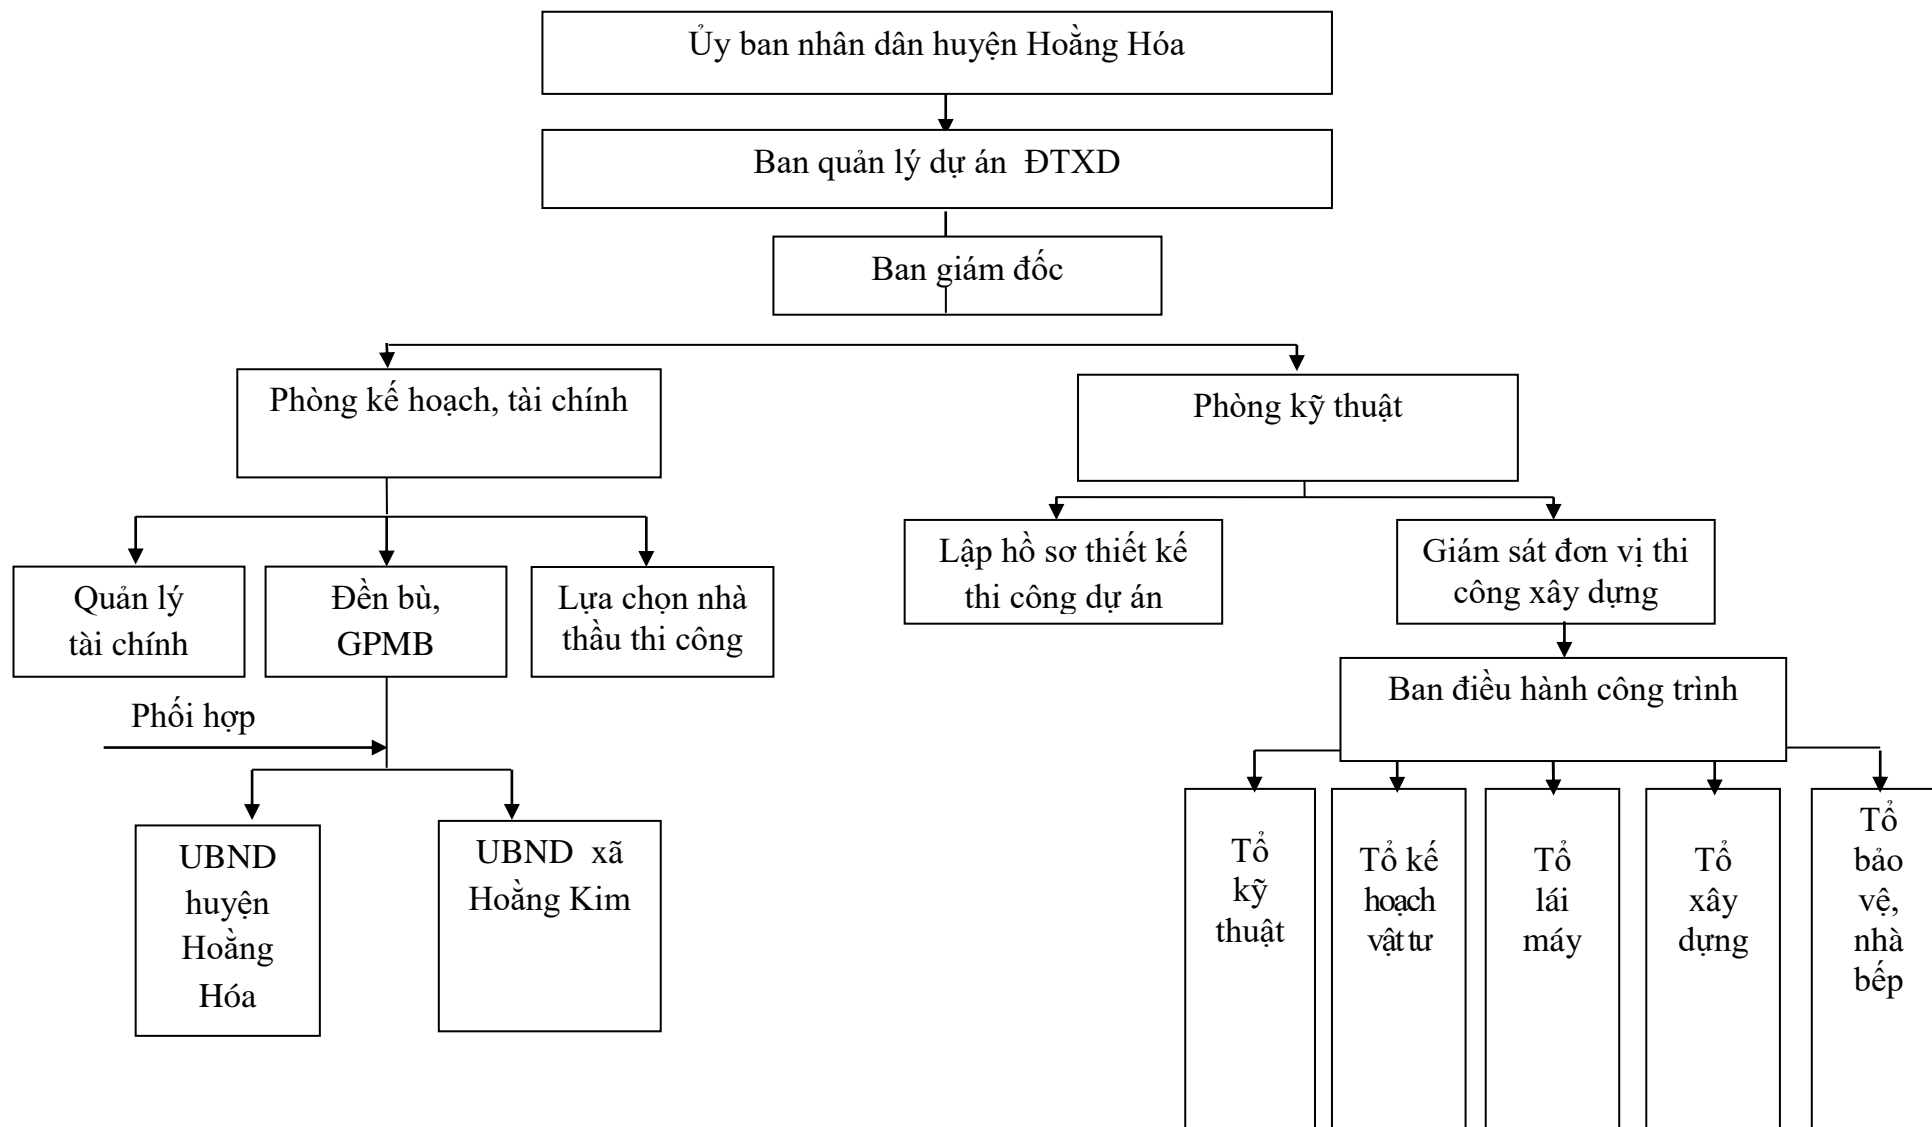 Ủy ban nhân dân huyện Hoằng Hóa
Ban quản lý dự án ĐTXD
Ban giám đốc
Phòng kế hoạch, tài chính
Phòng kỹ thuật
Quản lý
tài chính
Đền bù,
GPMB
Lựa chọn nhà
thầu thi công
Lập hồ sơ thiết kế
thi công dự án
Giám sát đơn vị thi
công xây dựng
Phối hợp
Ban điều hành công trình
UBND
huyện
Hoằng
Hóa
UBND xã
Hoằng Kim
Tổ
kỹ
thuật
Tổ kế
hoạch
vật tư
Tổ
lái
máy
Tổ
xây
dựng
Tổ
bảo
vệ,
nhà
bếp